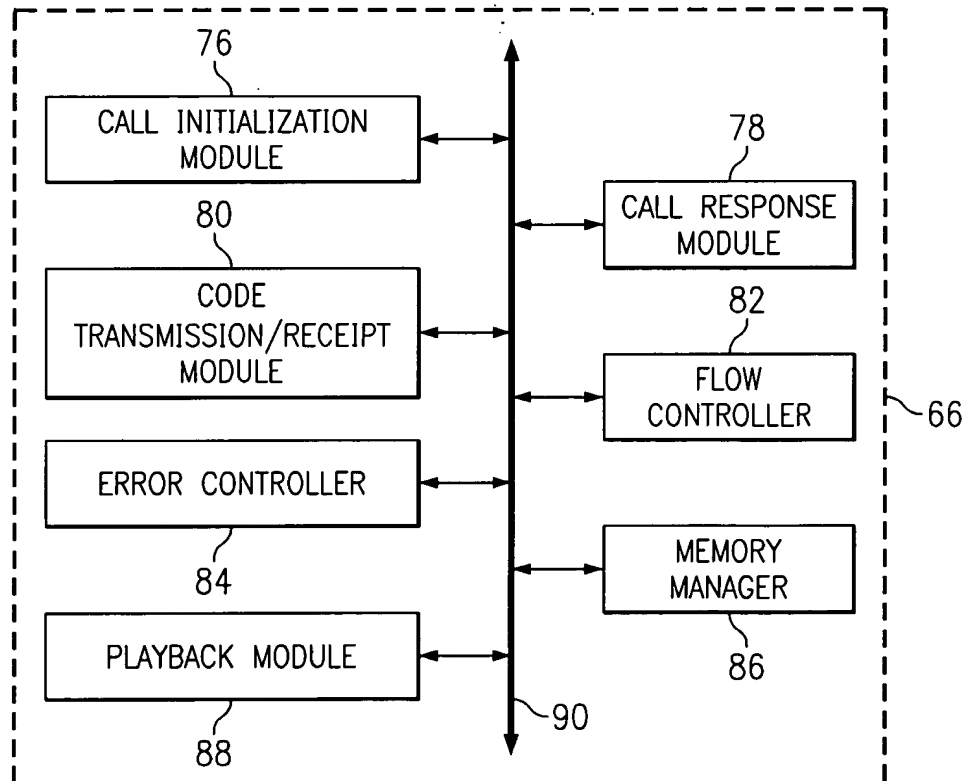 76
CALL INITIALIZATION
MODULE
78
CALL RESPONSE
MODULE
80
CODE
TRANSMISSION/RECEIPT
MODULE
82
FLOW
CONTROLLER
66
ERROR CONTROLLER
84
MEMORY
MANAGER
86
PLAYBACK MODULE
88
90